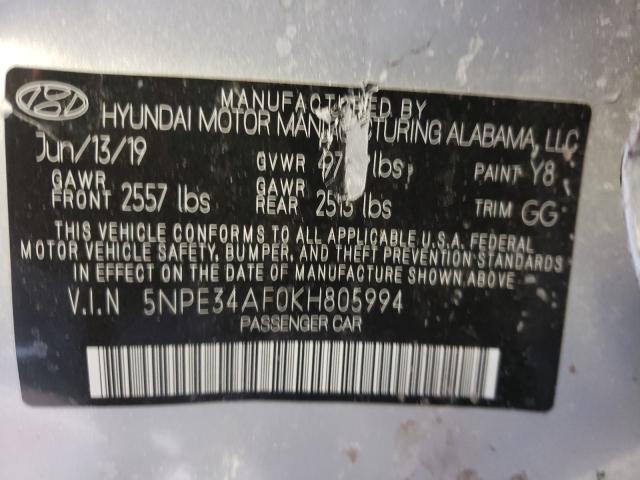 MANUFACTURED BY
HYUNDAI MOTOR MANUFACTURING ALABAMA, LLC
Jun/13/19 GVWR lbs PAINT Y8
GAWR FRONT 2557 lbs GAWR REAR 2515 lbs TRIM GG
THIS VEHICLE CONFORMS TO ALL APPLICABLE U.S.A. FEDERAL
MOTOR VEHICLE SAFETY, BUMPER, AND THEFT PREVENTION STANDARDS
IN EFFECT ON THE DATE OF MANUFACTURE SHOWN ABOVE.
V.I.N 5NPE34AF0KH805994
PASSENGER CAR